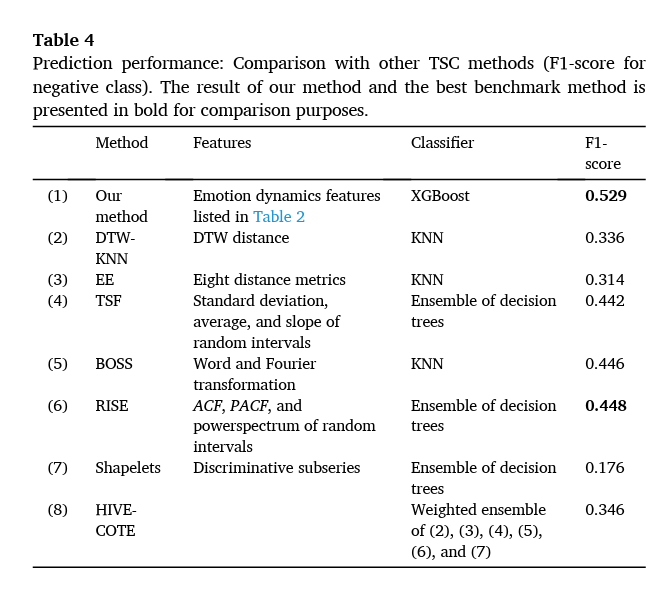 Table 4
Prediction performance: Comparison with other TSC methods (F1-score for
negative class). The result of our method and the best benchmark method is
presented in bold for comparison purposes.
Method Features Classifier F1-
score
(1) Our Emotion dynamics features XGBoost 0.529
method listed in Table 2
(2) DTW- DTW distance KNN 0.336
KNN
(3) EE Eight distance metrics KNN 0.314
(4) TSF Standard deviation, Ensemble of decision 0.442
average, and slope of trees
random intervals
(5) BOSS Word and Fourier KNN 0.446
transformation
(6) RISE ACF, PACF, and Ensemble of decision 0.448
powerspectrum of random trees
intervals
(7) Shapelets Discriminative subseries Ensemble of decision 0.176
trees
(8) HIVE- Weighted ensemble 0.346
COTE of (2), (3), (4), (5),
(6), and (7)